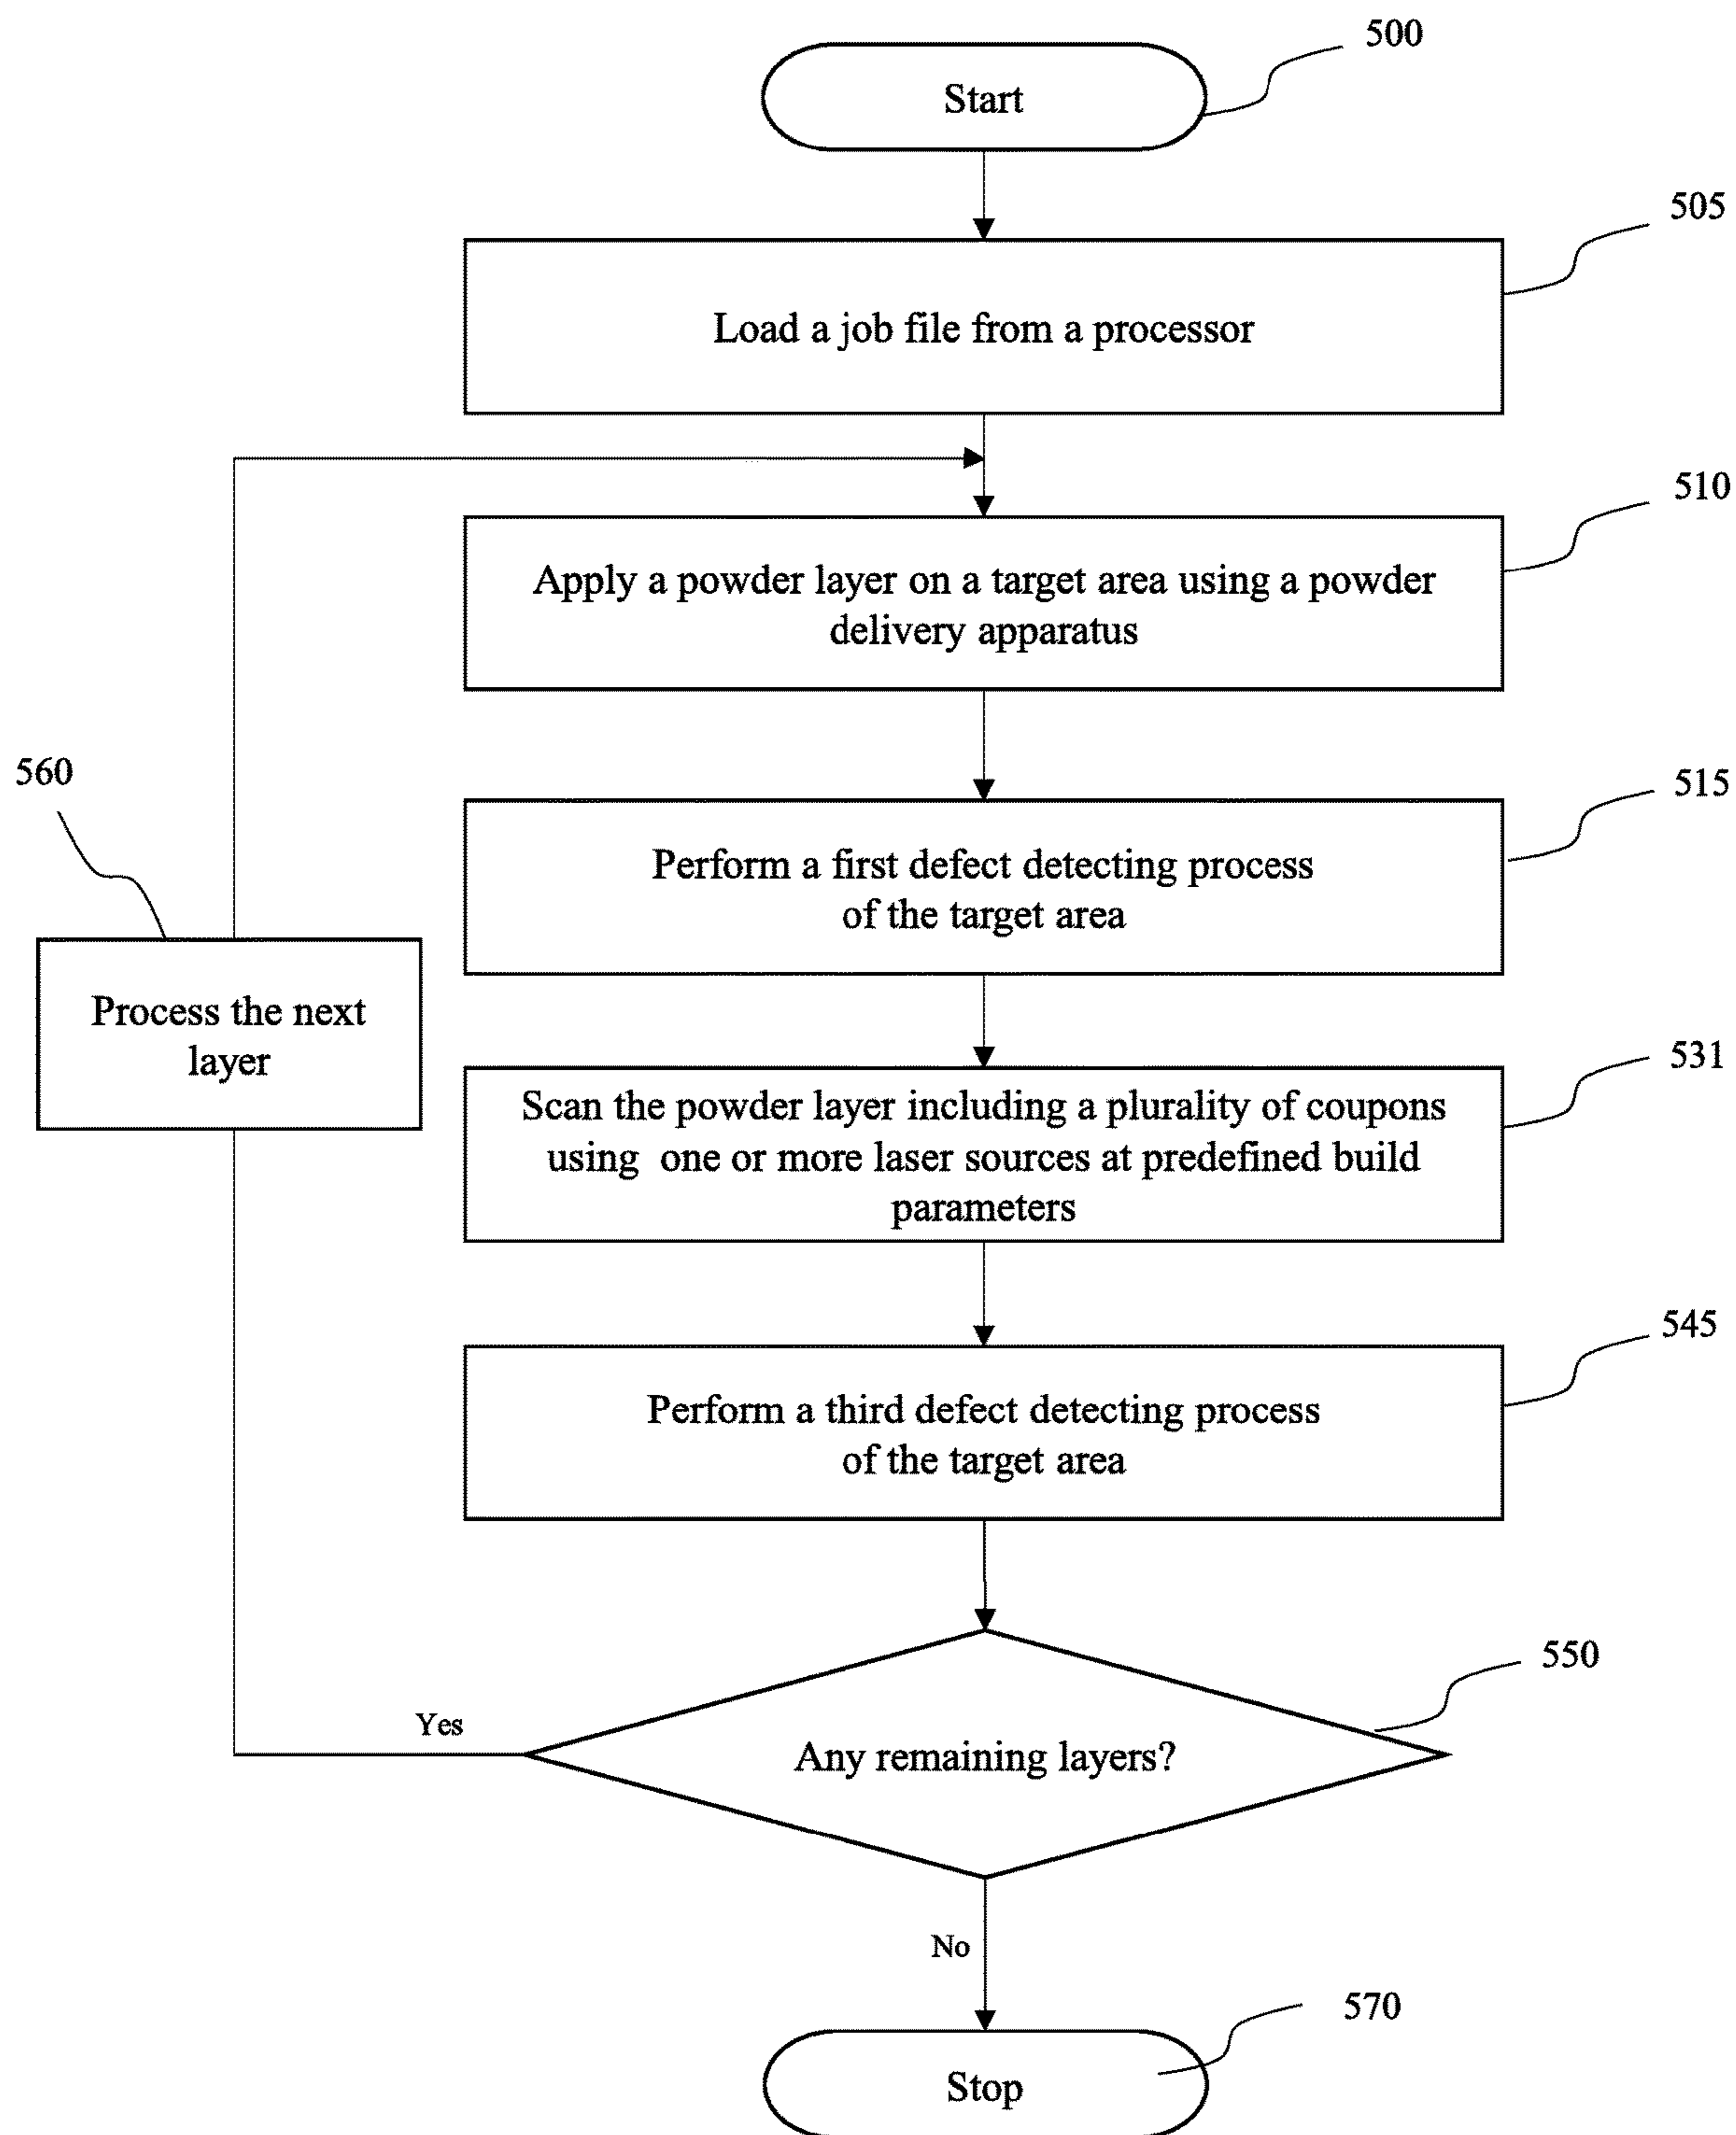 500
Start
505
Load a job file from a processor
510
Apply a powder layer on a target area using a powder
delivery apparatus
560
515
Perform a first defect detecting process
of the target area
Process the next
layer
531
Scan the powder layer including a plurality of coupons
using one or more laser sources at predefined build
parameters
545
Perform a third defect detecting process
of the target area
550
Yes
Any remaining layers?
No
570
Stop